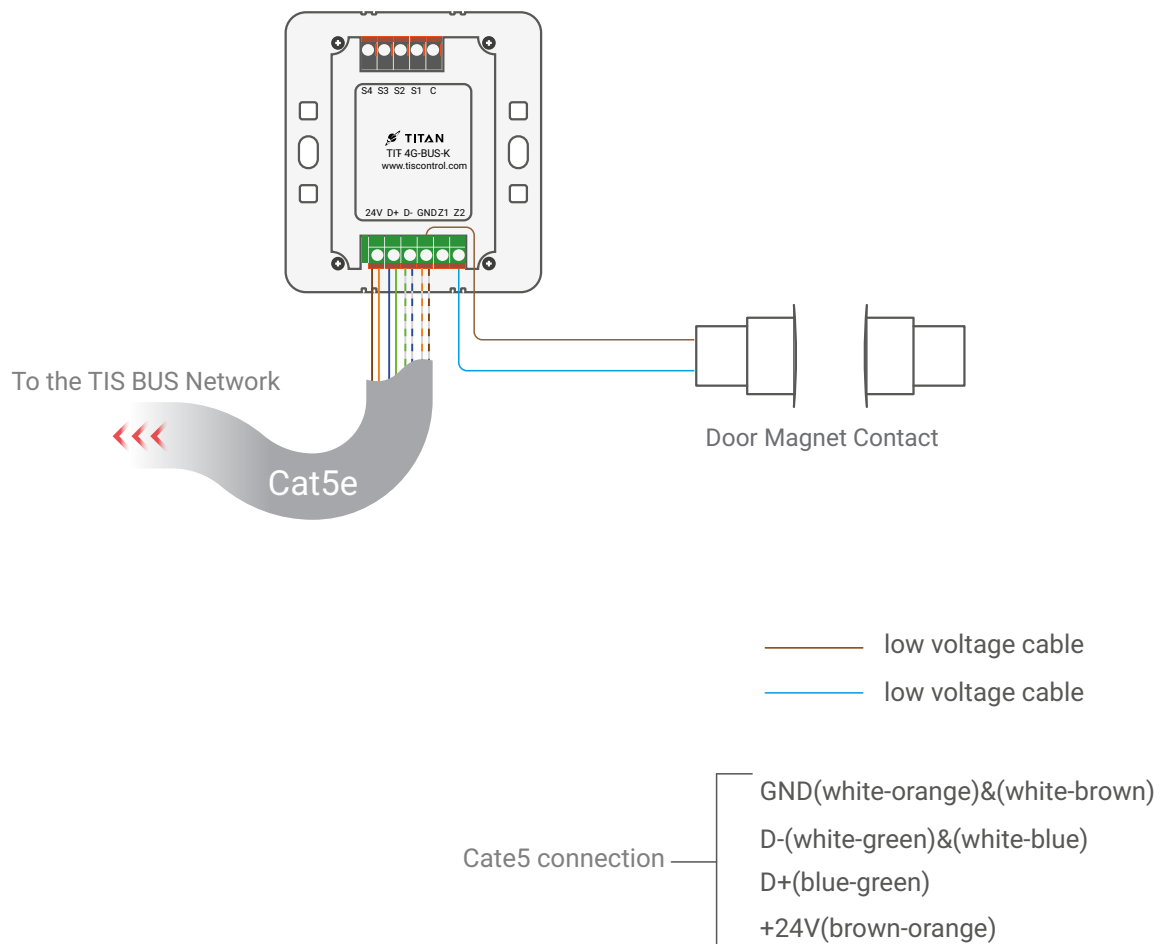 S4 S3 S2 S1 C
TITAN
TIT 4G-BUS-K
www.tiscontrol.com
24V D+ D- GND Z1 Z2
To the TIS BUS Network
Cat5e
Door Magnet Contact
low voltage cable
low voltage cable
Cate5 connection
GND(white-orange)&(white-brown)
D-(white-green)&(white-blue)
D+(blue-green)
+24V(brown-orange)